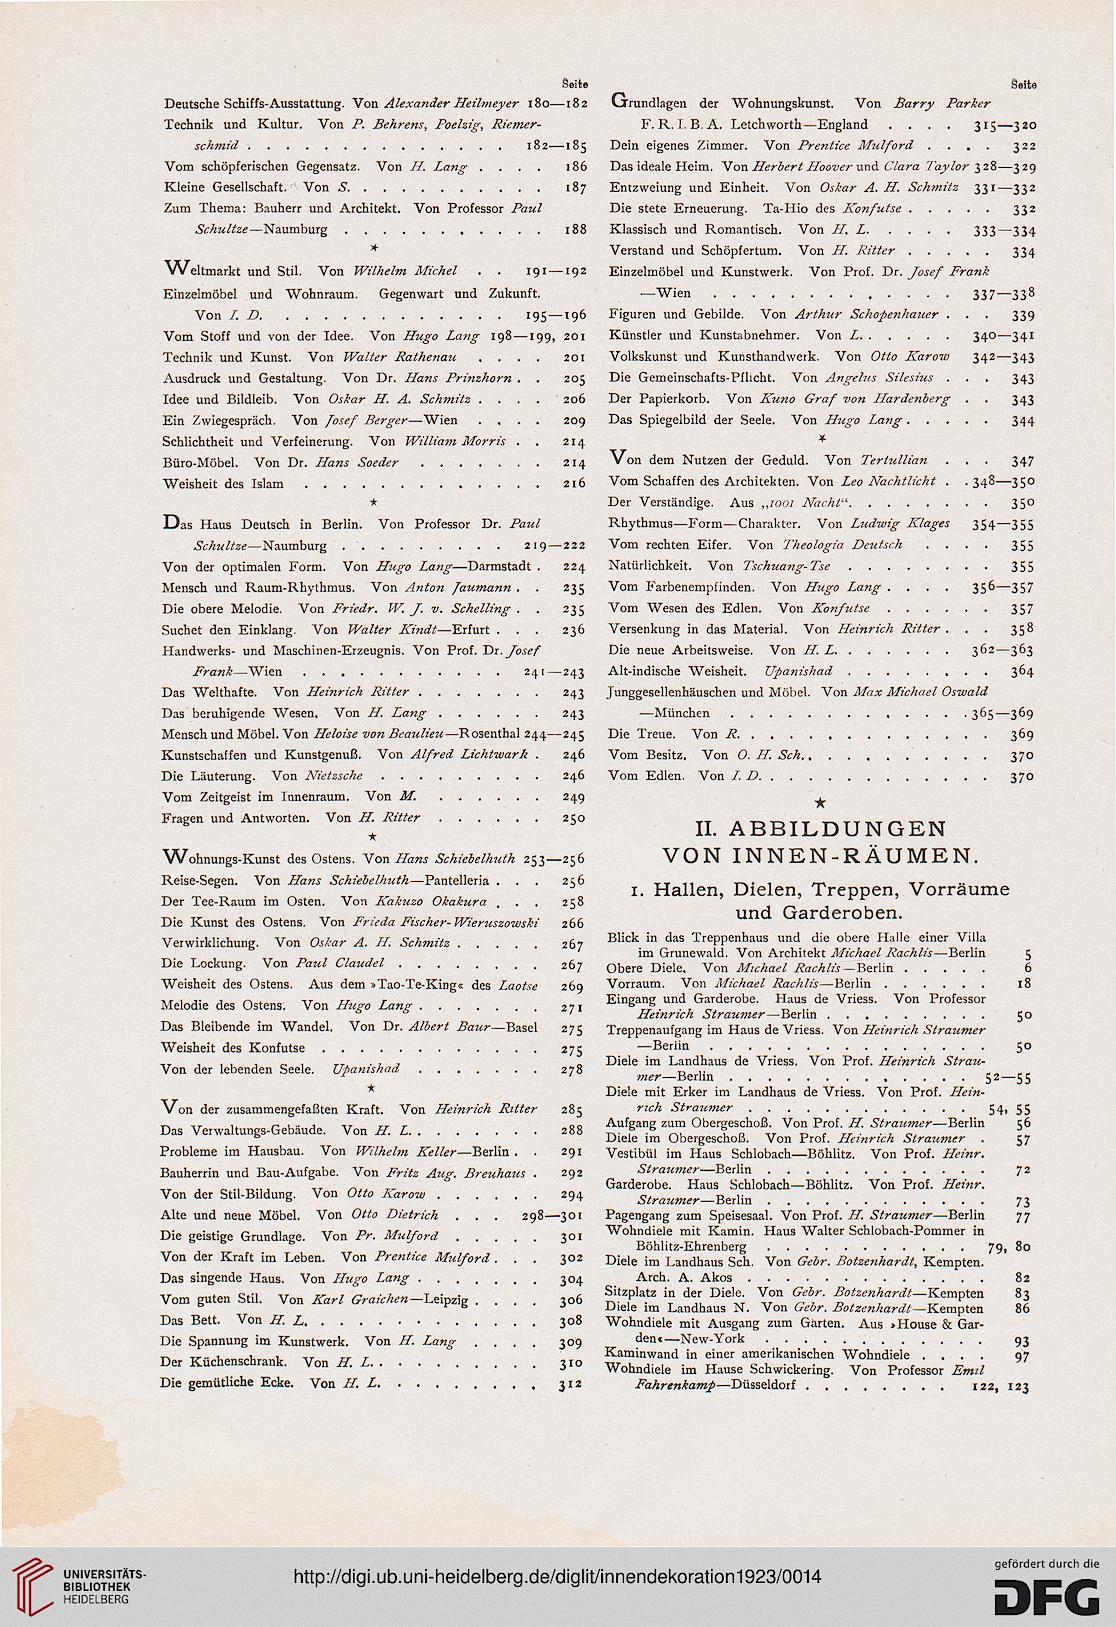 Seite
Deutsche Schiffs-Ausstattung. Von Alexander Heilmeyer 180—182
Technik und Kultur. Von P. Behrens, Poelzig, Riemer-
schmid . . . . . . . . . . . . . . 182—185
Vom schöpferischen Gegensatz. Von H. Lang . . . . 186
Kleine Gesellschaft. Von S. . . . . . . . . . . 187
Zum Thema: Bauherr und Architekt. Von Professor Paul
Schultze—Naumburg . . . . . . . . . . 188
★
Weltmarkt und Stil. Von Wilhelm Michel . . 191—192
Einzelmöbel und Wohnraum. Gegenwart und Zukunft.
Von I. D. . . . . . . . . . . . . 195—196
Vom Stoff und von der Idee. Von Hugo Lang 198—199, 201
Technik und Kunst. Von Walter Rathenau . . . . 201
Ausdruck und Gestaltung. Von Dr. Hans Prinzhorn . . 205
Idee und Bildleib. Von Oskar H. A. Schmitz . . . . 206
Ein Zwiegespräch. Von Josef Berger—Wien . . . . 209
Schlichtheit und Verfeinerung. Von William Morris . . 214
Büro-Möbel. Von Dr. Hans Soeder . . . . . . . 214
Weisheit des Islam . . . . . . . . . . . . . 216
★
Das Haus Deutsch in Berlin. Von Professor Dr. Paul
Schultze—Naumburg . . . . . . . . . 219—222
Von der optimalen Form. Von Hugo Lang—Darmstadt . 224
Mensch und Raum-Rhythmus. Von Anton Jaumann . . 235
Die obere Melodie. Von Friedr. W. J. v. Schelling . . 235
Suchet den Einklang. Von Walter Kindt—Erfurt . . . 236
Handwerks- und Maschinen-Erzeugnis. Von Prof. Dr. Josef
Frank—Wien . . . . . . . . . . . 241—243
Das Welthafte. Von Heinrich Ritter . . . . . . . 243
Das beruhigende Wesen. Von H. Lang . . . . . . 243
Mensch und Möbel. Von Heloise von Beaulieu—Rosenthal 244—245
Kunstschaffen und Kunstgenuß. Von Alfred Lichtwark . 246
Die Läuterung. Von Nietzsche . . . . . . . . . 246
Vom Zeitgeist im Innenraum. Von M. . . . . . . 249
Fragen und Antworten. Von H. Ritter . . . . . . 250
★
Wohnungs-Kunst des Ostens. Von Hans Schiebelhuth 253—256
Reise-Segen. Von Hans Schiebelhuth—Pantelleria . . . 256
Der Tee-Raum im Osten. Von Kakuzo Okakura . . . 258
Die Kunst des Ostens. Von Frieda Fischer-Wieruszowski 266
Verwirklichung. Von Oskar A. H. Schmitz . . . . . 267
Die Lockung. Von Paul Claudel . . . . . . . . 267
Weisheit des Ostens. Aus dem »Tao-Te-King« des Laotse 269
Melodie des Ostens. Von Hugo Lang . . . . . . . 271
Das Bleibende im Wandel. Von Dr. Albert Baur—Basel 275
Weisheit des Konfutse . . . . . . . . . . . . 275
Von der lebenden Seele. Upanishad . . . . . . . 278
★
Von der zusammengefaßten Kraft. Von Heinrich Ritter 285
Das Verwaltungs-Gebäude. Von H. L. . . . . . . . 288
Probleme im Hausbau. Von Wilhelm Keller—Berlin . . 291
Bauherrin und Bau-Aufgabe. Von Fritz Aug. Breuhaus . 292
Von der Stil-Bildung. Von Otto Karow . . . . . . 294
Alte und neue Möbel. Von Otto Dietrich . . . 298—301
Die geistige Grundlage. Von Pr. Mulford . . . . . 301
Von der Kraft im Leben. Von Prentice Mulford . . . 302
Das singende Haus. Von Hugo Lang . . . . . . . 304
Vom guten Stil. Von Karl Graichen—Leipzig . . . . 306
Das Bett. Von H. L. . . . . . . . . . . . . 308
Die Spannung im Kunstwerk. Von H. Lang . . . . 309
Der Küchenschrank. Von H. L. . . . . . . . . . 310
Die gemütliche Ecke. Von H. L. . . . . . . . . 312
Seite
Grundlagen der Wohnungskunst. Von Barry Parker
F. R. I. B. A. Letchworth—England . . . . 315—320
Dein eigenes Zimmer. Von Prentice Mulford . . . . 322
Das ideale Heim. Von Herbert Hoover und Clara Taylor 328—329
Entzweiung und Einheit. Von Oskar A. H. Schmitz 331—332
Die stete Erneuerung. Ta-Hio des Konfutse . . . . . 332
Klassisch und Romantisch. Von H. L. . . . . . 333—334
Verstand und Schöpfertum. Von H. Ritter . . . . . 334
Einzelmöbel und Kunstwerk. Von Prof. Dr. Josef Frank
—Wien . . . . . . . . . . . . . 337—338
Figuren und Gebilde. Von Arthur Schopenhauer . . . 339
Künstler und Kunstabnehmer. Von L. . . . . . 340—341
Volkskunst und Kunsthandwerk. Von Otto Karow 342—343
Die Gemeinschafts-Pflicht. Von Angelus Silesius . . . 343
Der Papierkorb. Von Kuno Graf von Hardenberg . . 343
Das Spiegelbild der Seele. Von Hugo Lang . . . . . 344
★
Von dem Nutzen der Geduld. Von Tertullian . . . 347
Vom Schaffen des Architekten. Von Leo Nachtlicht . . 348—350
Der Verständige. Aus „1001 Nacht“. . . . . . . . 350
Rhythmus—Form—Charakter. Von Ludwig Klages 354—355
Vom rechten Eifer. Von Theologia Deutsch . . . . 355
Natürlichkeit. Von Tschuang-Tse . . . . . . . . 355
Vom Farbenempfinden. Von Hugo Lang . . . . 356—357
Vom Wesen des Edlen. Von Konfutse . . . . . . 357
Versenkung in das Material. Von Heinrich Ritter . . . 358
Die neue Arbeitsweise. Von H. L. . . . . . . 362—363
Alt-indische Weisheit. Upanishad . . . . . . . . 364
Junggesellenhäuschen und Möbel. Von Max Michael Oswald
—München . . . . . . . . . . . . . 365—369
Die Treue. Von R. . . . . . . . . . . . . 369
Vom Besitz. Von O. H. Sch. . . . . . . . . . . 370
Vom Edlen. Von I. D. . . . . . . . . . . . . 370
★
II. ABBILDUNGEN
VON INNEN-RÄUMEN.
1. Hallen, Dielen, Treppen, Vorräume
und Garderoben.
Blick in das Treppenhaus und die obere Halle einer Villa
im Grunewald. Von Architekt Michael Rachlis—Berlin 5
Obere Diele. Von Michael Rachlis—Berlin . . . . . 6
Vorraum. Von Michael Rachlis—Berlin . . . . . . 18
Eingang und Garderobe. Haus de Vriess. Von Professor
Heinrich Straumer—Berlin . . . . . . . . . 50
Treppenaufgang im Haus de Vriess. Von Heinrich Straumer
—Berlin . . . . . . . . . . . . . . . 50
Diele im Landhaus de Vriess. Von Prof. Heinrich Strau-
mer—Berlin . . . . . . . . . . . . . 52—55
Diele mit Erker im Landhaus de Vriess. Von Prof. Hein-
rich Straumer . . . . . . . . . . . . . 54, 55
Aufgang zum Obergeschoß. Von Prof. H. Straumer—Berlin 56
Diele im Obergeschoß. Von Prof. Heinrich Straumer . 57
Vestibül im Haus Schlobach—Böhlitz. Von Prof. Heinr.
Straumer—Berlin . . . . . . . . . . . . 72
Garderobe. Haus Schlobach—Böhlitz. Von Prof. Heinr.
Straumer—Berlin . . . . . . . . . . . . 73
Pagengang zum Speisesaal. Von Prof. H. Straumer—Berlin 77
Wohndiele mit Kamin. Haus Walter Schlobach-Pommer in
Böhlitz-Ehrenberg . . . . . . . . . . . 79, 80
Diele im Landhaus Sch. Von Gebr. Botzenhardt, Kempten.
Arch. A. Akos . . . . . . . . . . . . . 82
Sitzplatz in der Diele. Von Gebr. Botzenhardt—Kempten 83
Diele im Landhaus N. Von Gebr. Botzenhardt—Kempten 86
Wohndiele mit Ausgang zum Garten. Aus »House & Gar-
den«—New-York . . . . . . . . . . . . 93
Kaminwand in einer amerikanischen Wohndiele . . . . 97
Wohndiele im Hause Schwickering. Von Professor Emil
Fahrenkamp—Düsseldorf . . . . . . . . 122, 123
UNIVERSITÄTS-
BIBLIOTHEK
HEIDELBERG
http://digi.ub.uni-heidelberg.de/diglit/innendekoration1923/0014
gefördert durch die
DFG